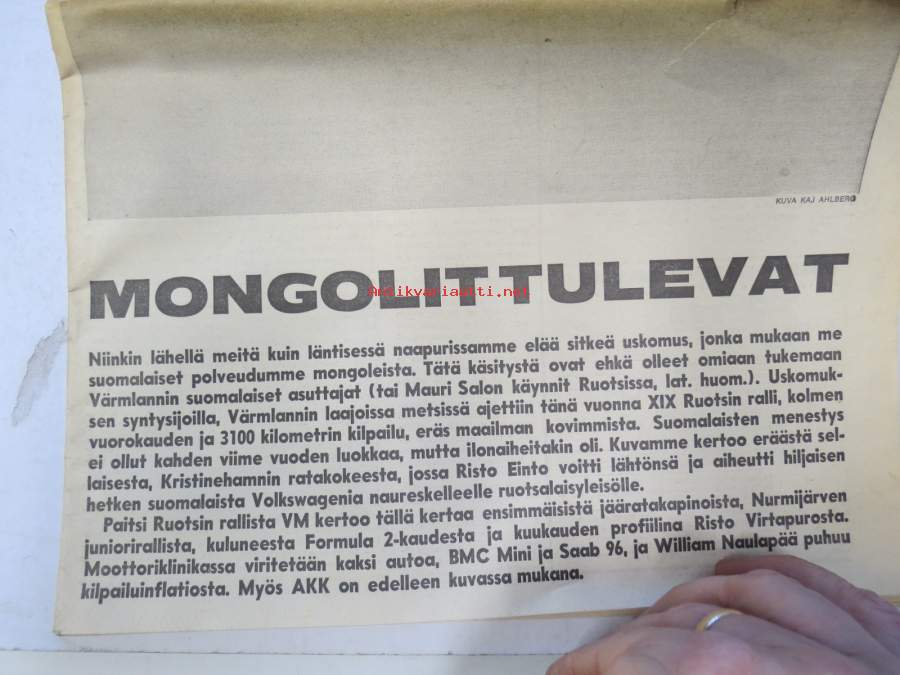 KUVA KAJ AHLBERG
MONGOLIT TULEVAT
Antikvariaatti.net
Niinkin lähellä meitä kuin läntisessä naapurissamme elää sitkeä uskomus, jonka mukaan me
suomalaiset polveudumme mongoleista. Tätä käsitystä ovat ehkä olleet omiaan tukemaan
Värmlannin suomalaiset asuttajat (tai Mauri Salon käynnit Ruotsissa, lat. huom.). Uskomuk-
sen syntysijoilla, Värmlannin laajoissa metsissä ajettiin tänä vuonna XIX Ruotsin ralli, kolmen
vuorokauden ja 3100 kilometrin kilpailu, eräs maailman kovimmista. Suomalaisten menestys
ei ollut kahden viime vuoden luokkaa, mutta ilonaiheitakin oli. Kuvamme kertoo eräästä sel-
laisesta, Kristinehamnin ratakokeesta, jossa Risto Einto voitti lähtönsä ja aiheutti hiljaisen
hetken suomalaista Volkswagenia naureskelleelle ruotsalaisyleisölle.
Paitsi Ruotsin rallista VM kertoo tällä kertaa ensimmäisistä jääratakapinoista, Nurmijärven
juniorirallista, kuluneesta Formula 2-kaudesta ja kuukauden profiilina Risto Virtapurosta.
Moottoriklinikassa viritetään kaksi autoa, BMC Mini ja Saab 96, ja William Naulapää puhuu
kilpailuinflatiosta. Myös AKK on edelleen kuvassa mukana.